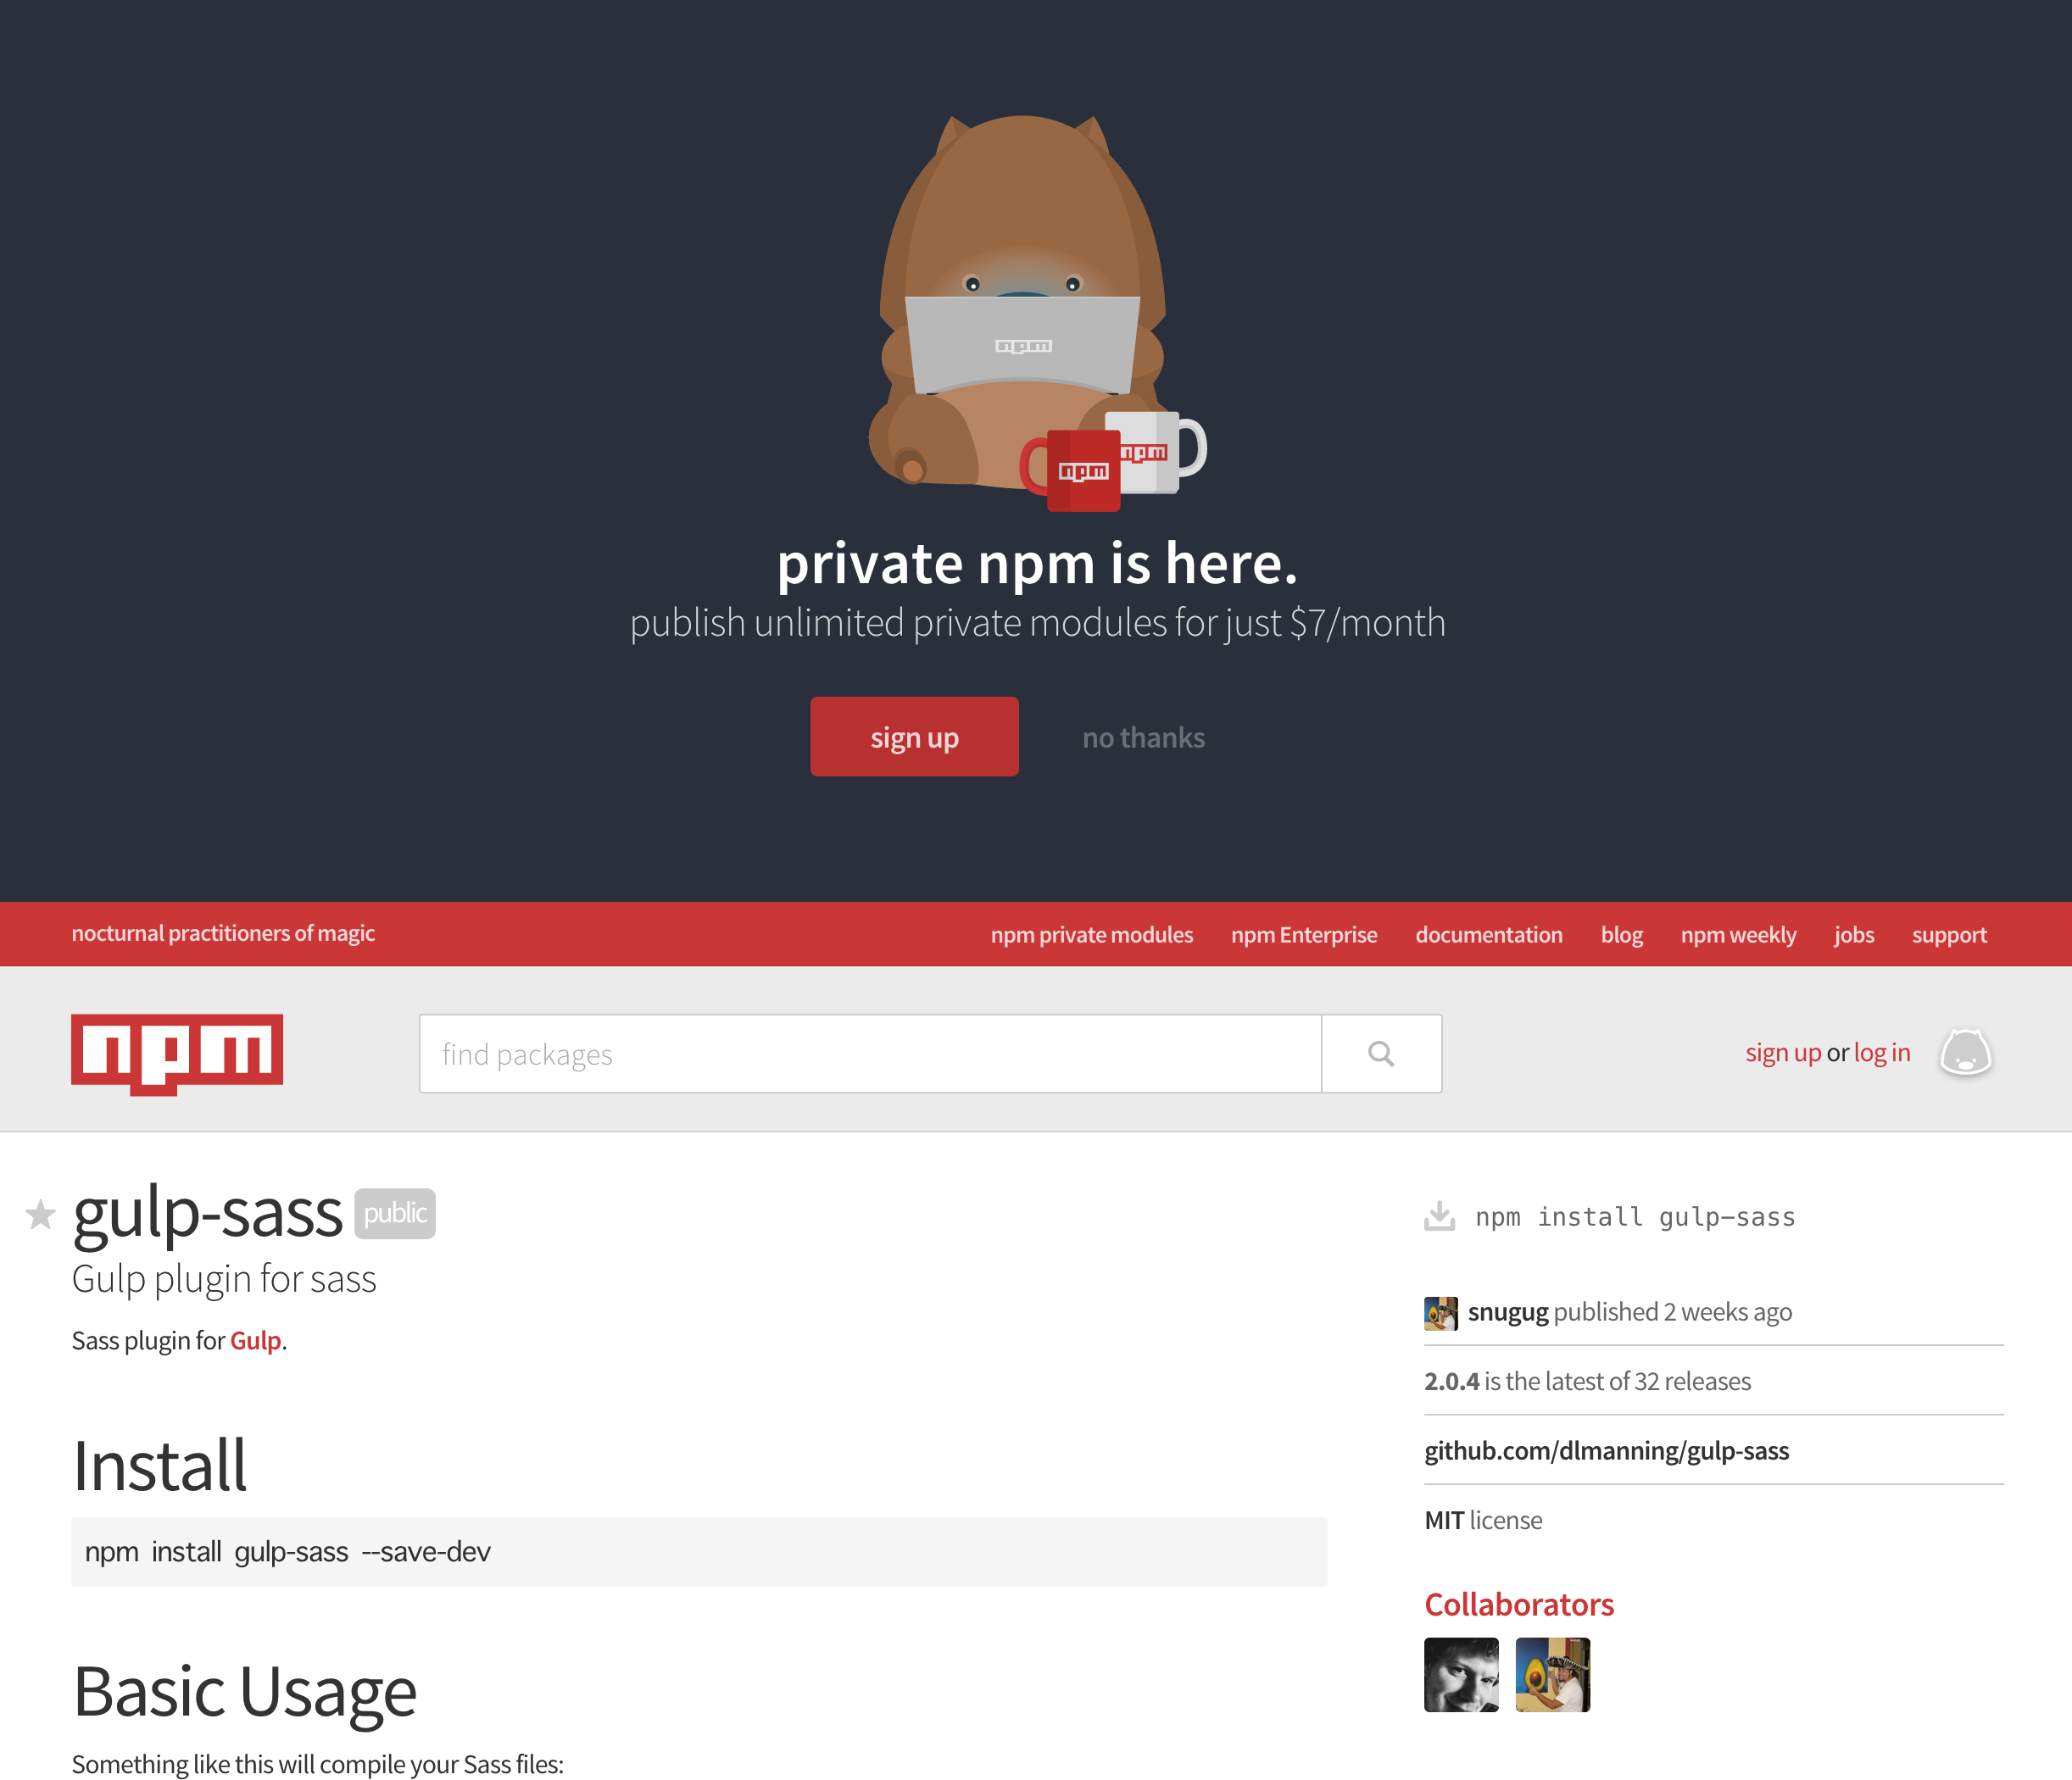 npm
npm
npm
private npm is here.
publish unlimited private modules for just $7/month
sign up
no thanks
nocturnal practitioners of magic
npm private modules
npm Enterprise
documentation
blog
npm weekly
jobs
support
npm
find packages
sign up or log in
gulp-sass public
Gulp plugin for sass
Sass plugin for Gulp.
Install
npm install gulp-sass --save-dev
Basic Usage
Something like this will compile your Sass files:
npm install gulp-sass
snugug published 2 weeks ago
2.0.4 is the latest of 32 releases
github.com/dlmanning/gulp-sass
MIT license
Collaborators